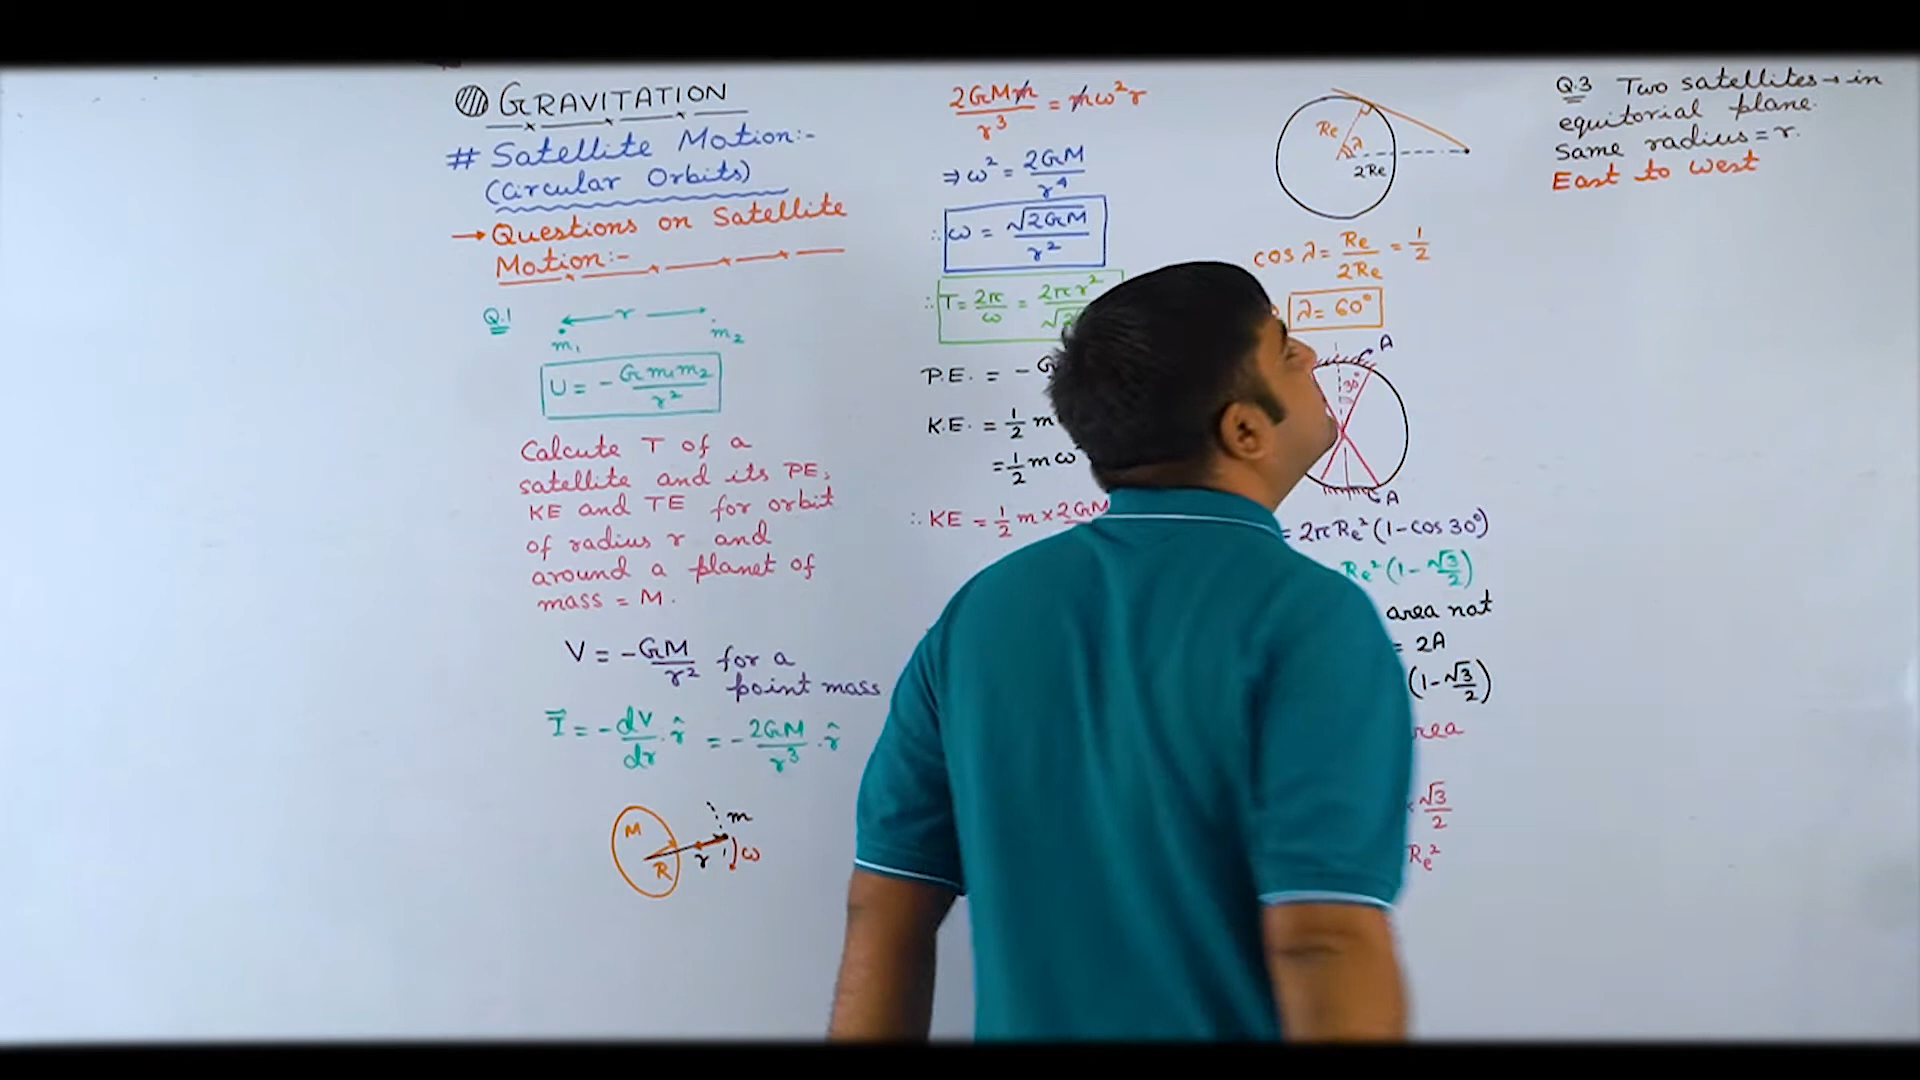 GRAVITATION
# Satellite Motion:-
(Circular Orbits)
→ Questions on Satellite
Motion:-
Q.1
r
m₁ m₂
U = - Gm₁m₂/r²
Calculate T of a
satellite and its PE,
KE and TE for orbit
of radius r and
around a planet of
mass = M.
V = - GM/r² for a
point mass
I⃗ = - dV/dr . r̂ = - 2GM/r³ . r̂
M
R
r
m
ω
2GMm/r³ = mω²r
⇒ ω² = 2GM/r⁴
∴ ω = √2GM/r²
∴ T = 2π/ω = 2πr²/√
P.E. = - G
K.E. = 1/2 m
= 1/2 mω
∴ KE = 1/2 m × 2GM
Re
λ
2Re
cos λ = Re/2Re = 1/2
λ = 60°
A
30°
A
= 2πRe²(1-cos 30°)
Re²(1-√3/2)
area not
= 2A
(1-√3/2)
√3/2
Re²
Q.3 Two satellites → in
equitorial plane.
Same radius = r.
East to west